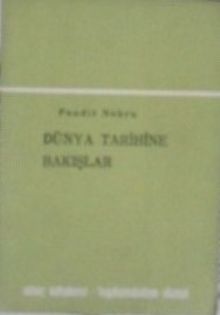 Pandit Nehru
DÜNYA TARİHİNE
BAKIŞLAR